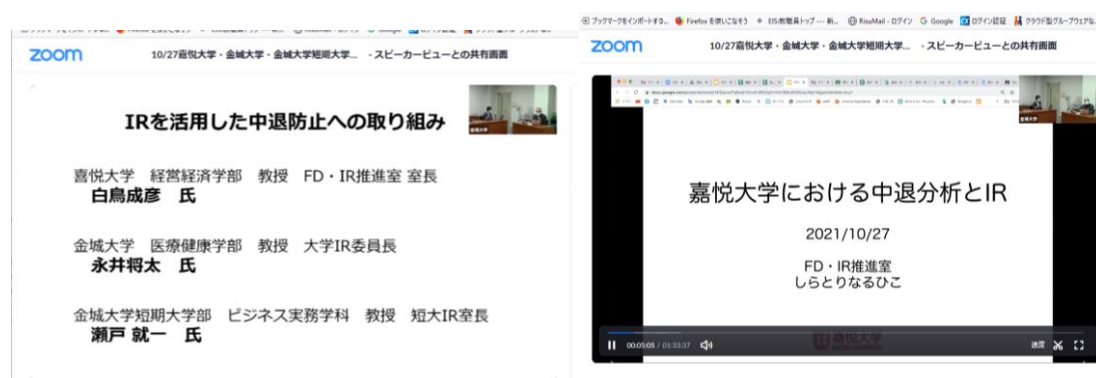 zoom
10/27嘉悦大学・金城大学・金城大学短期大学... - スピーカービューとの共有画面
IRを活用した中退防止への取り組み
喜悦大学 経営経済学部 教授 FD・IR推進室 室長
白鳥成彦 氏
金城大学 医療健康学部 教授 大学IR委員長
永井将太 氏
金城大学短期大学部 ビジネス実務学科 教授 短大IR室長
瀬戸 就一 氏
ブックマークをインポートする... Firefox を使いこなそう EIS:教職員トップ --- 新... RisuMail - ログイン Google ログイン認証 クラウド型グループウェアな...
zoom
10/27嘉悦大学・金城大学・金城大学短期大学... - スピーカービューとの共有画面
嘉悦大学における中退分析とIR
2021/10/27
FD・IR推進室
しらとりなるひこ
嘉悦大学
00:05:05 / 01:33:37
速度